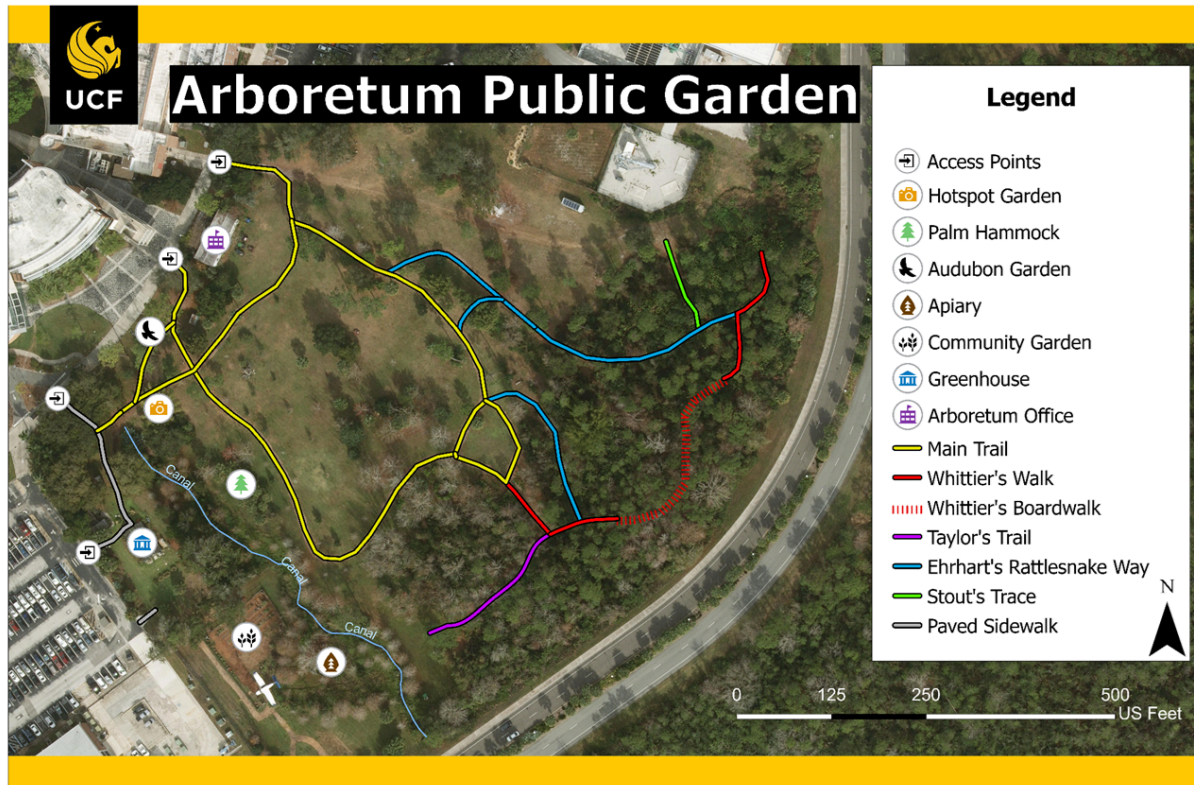 UCF
Arboretum Public Garden
Legend
Access Points
Hotspot Garden
Palm Hammock
Audubon Garden
Apiary
Community Garden
Greenhouse
Arboretum Office
Main Trail
Whittier's Walk
Whittier's Boardwalk
Taylor's Trail
Ehrhart's Rattlesnake Way
Stout's Trace
Paved Sidewalk
N
Canal
Canal
Canal
0 125 250 500
US Feet